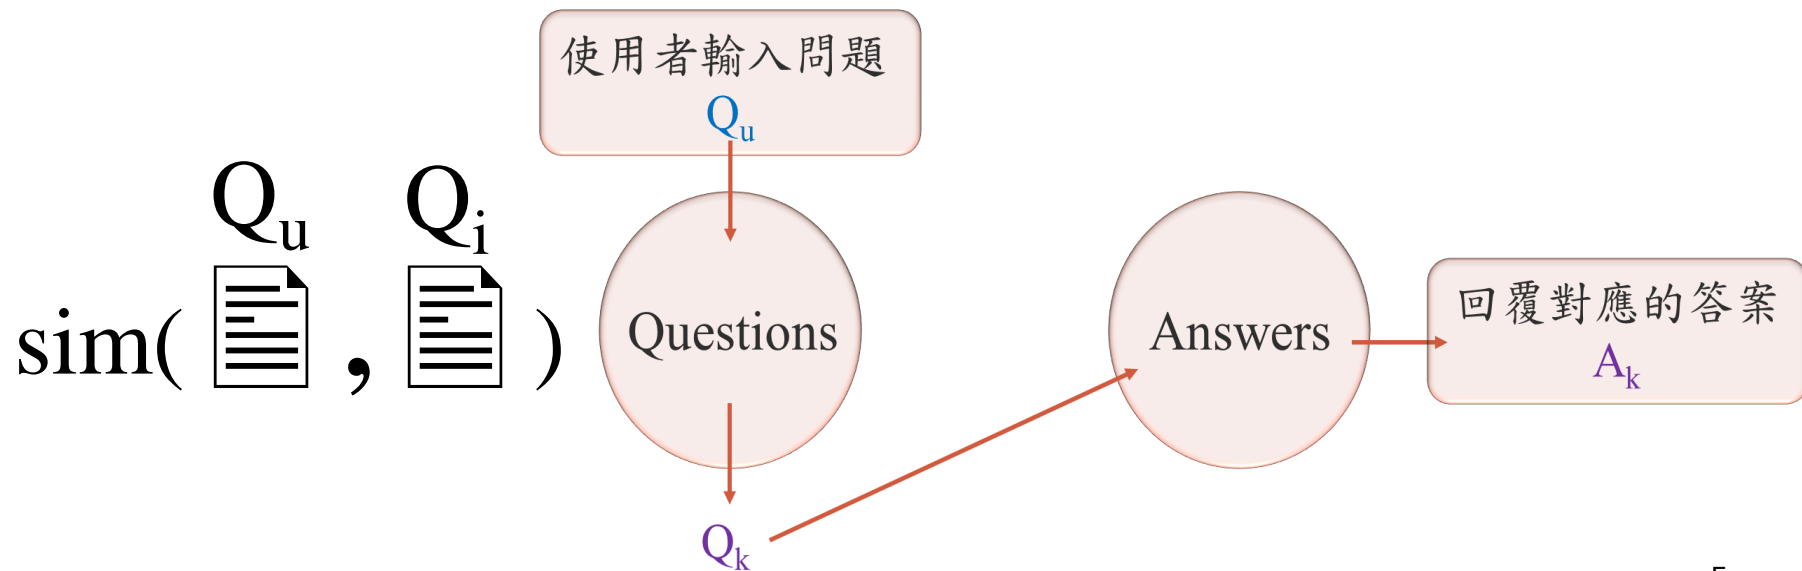 使用者輸入問題
Qu
Qu Qi
sim( , )
Questions
Answers
回覆對應的答案
Ak
Qk